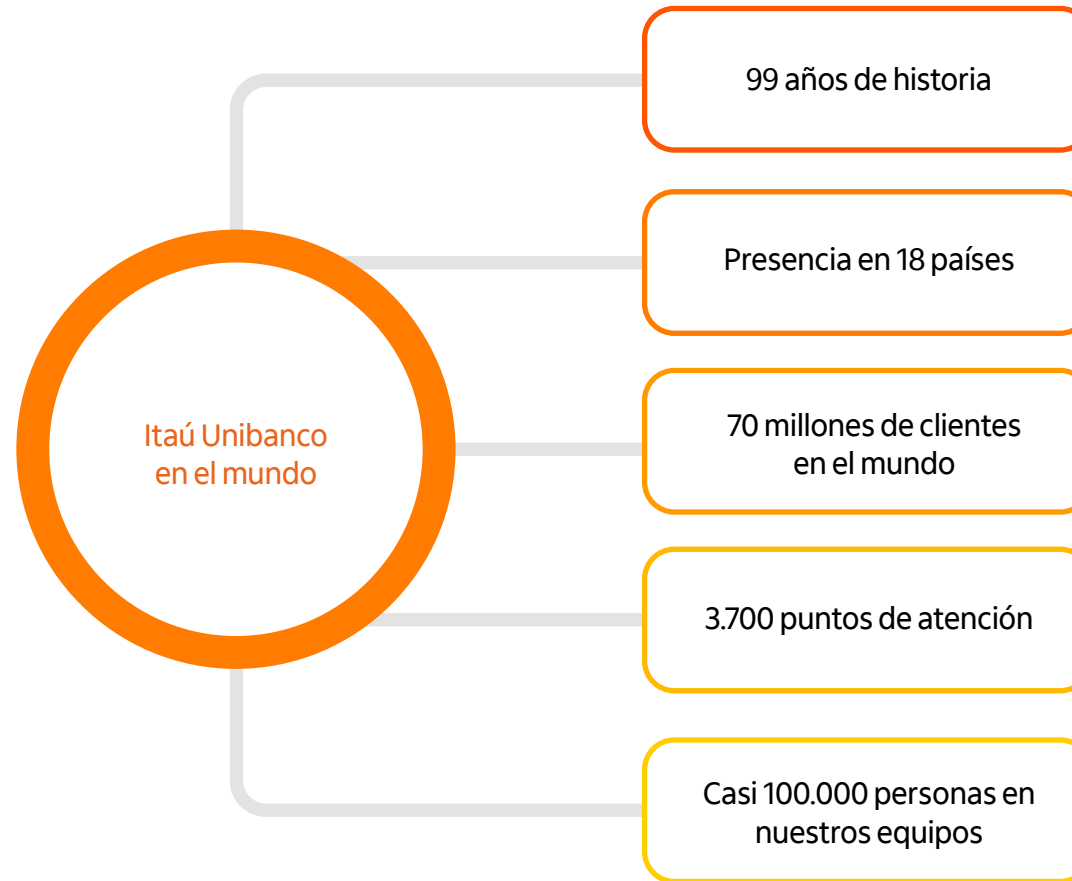 99 años de historia
Presencia en 18 países
Itaú Unibanco
en el mundo
70 millones de clientes
en el mundo
3.700 puntos de atención
Casi 100.000 personas en
nuestros equipos